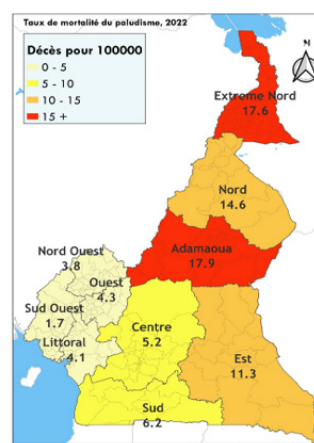 Taux de mortalité du paludisme, 2022
Décès pour 100000
0 - 5
5 - 10
10 - 15
15 +
N
Extreme Nord
17.6
Nord
14.6
Adamaoua
17.9
Nord Ouest
3.8
Ouest
4.3
Sud Ouest
1.7
Littoral
4.1
Centre
5.2
Est
11.3
Sud
6.2